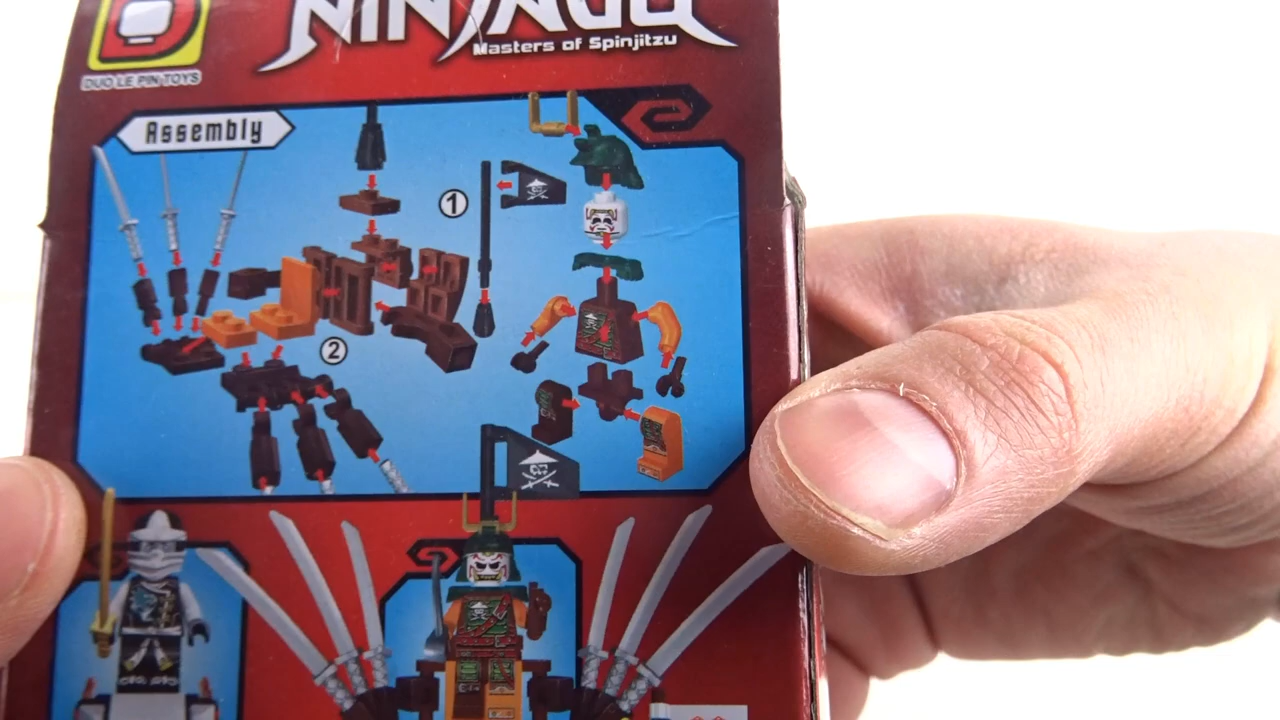 NINJAGO
Masters of Spinjitzu
DUO LE PIN TOYS
Assembly
1
2